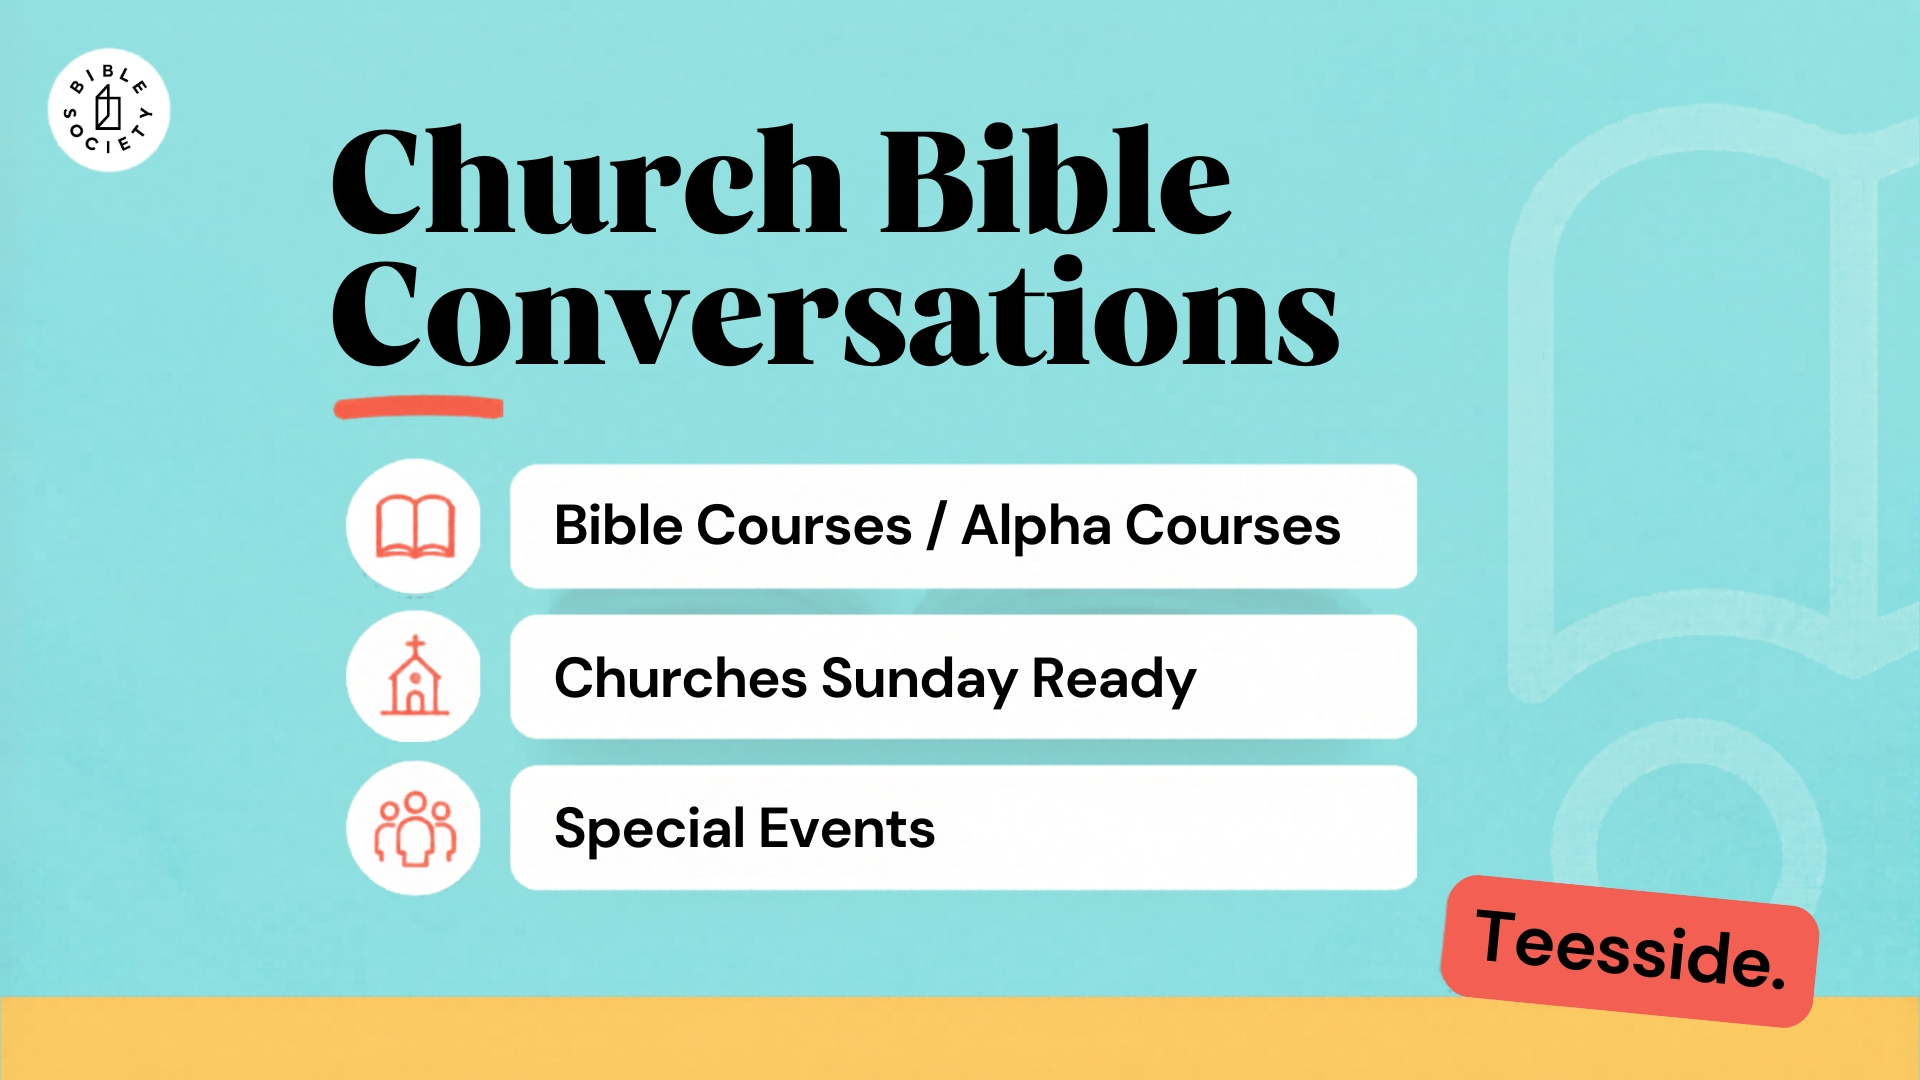 BIBLE SOCIETY
Church Bible
Conversations
Bible Courses / Alpha Courses
Churches Sunday Ready
Special Events
Teesside.